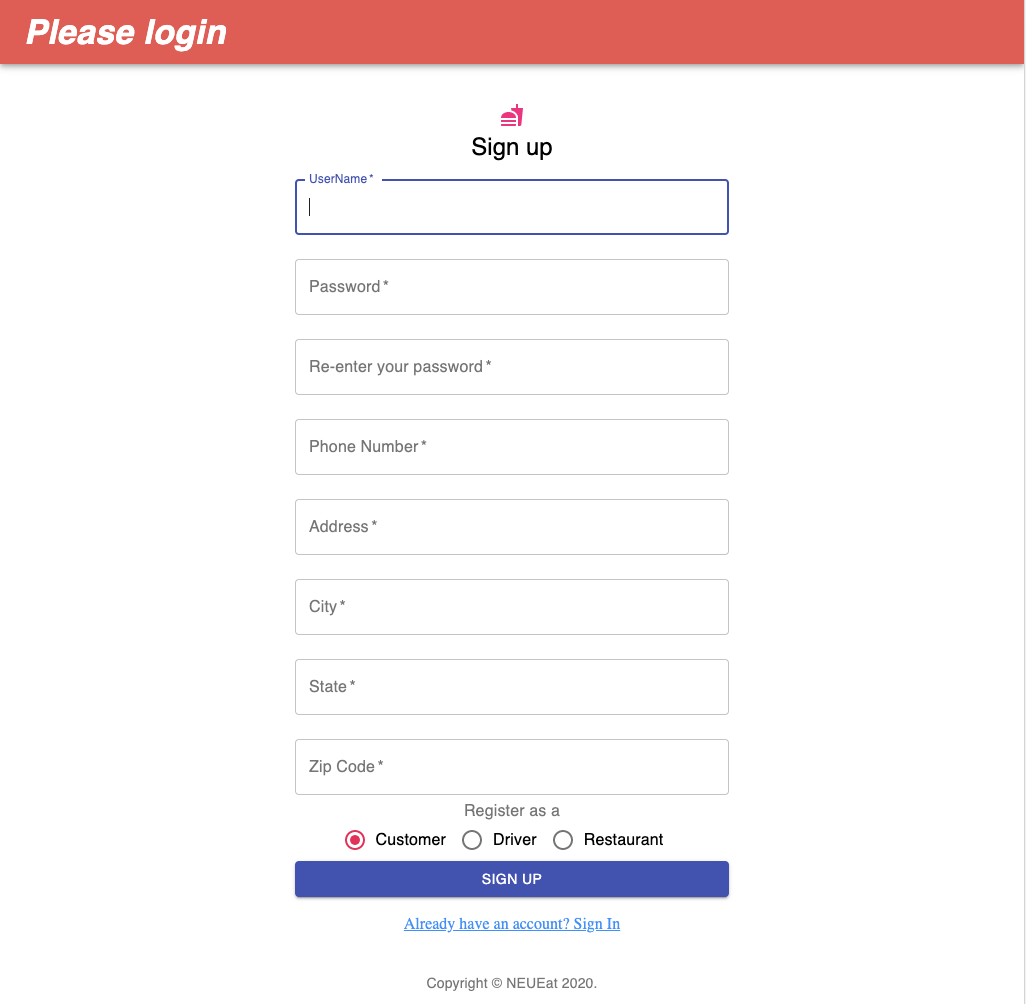 Please login
Sign up
UserName *
Password *
Re-enter your password *
Phone Number *
Address *
City *
State *
Zip Code *
Register as a
Customer Driver Restaurant
SIGN UP
Already have an account? Sign In
Copyright © NEUEat 2020.